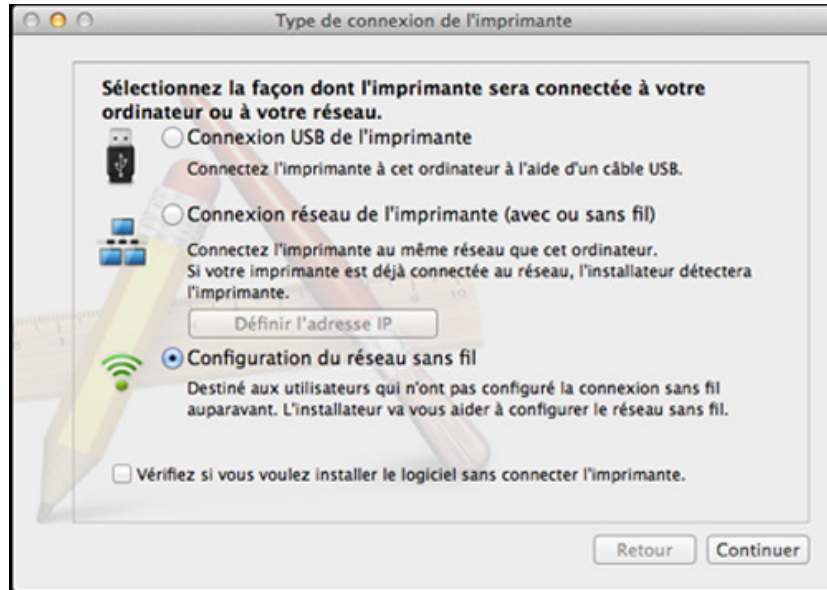 Type de connexion de l'imprimante
Sélectionnez la façon dont l'imprimante sera connectée à votre
ordinateur ou à votre réseau.
Connexion USB de l'imprimante
Connectez l'imprimante à cet ordinateur à l'aide d'un câble USB.
Connexion réseau de l'imprimante (avec ou sans fil)
Connectez l'imprimante au même réseau que cet ordinateur.
Si votre imprimante est déjà connectée au réseau, l'installateur détectera
l'imprimante.
Définir l'adresse IP
Configuration du réseau sans fil
Destiné aux utilisateurs qui n'ont pas configuré la connexion sans fil
auparavant. L'installateur va vous aider à configurer le réseau sans fil.
Vérifiez si vous voulez installer le logiciel sans connecter l'imprimante.
Retour
Continuer